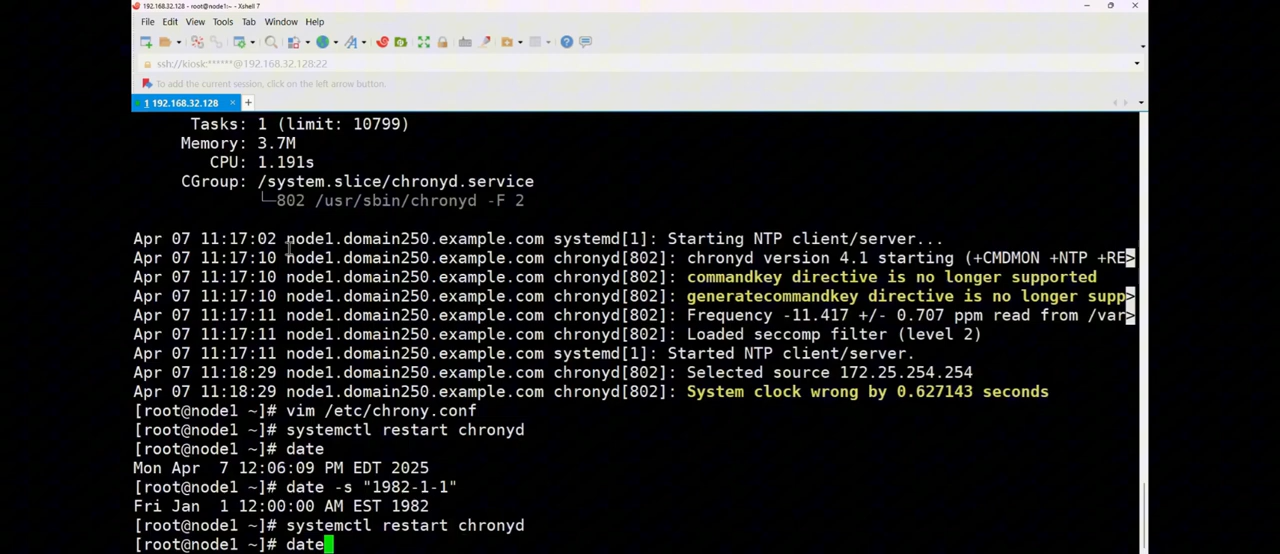 192.168.32.128 - root@node1:~ - Xshell 7
File Edit View Tools Tab Window Help
ssh://kiosk:******@192.168.32.128:22
To add the current session, click on the left arrow button.
1 192.168.32.128 × +
Tasks: 1 (limit: 10799)
Memory: 3.7M
CPU: 1.191s
CGroup: /system.slice/chronyd.service
└─802 /usr/sbin/chronyd -F 2
Apr 07 11:17:02 node1.domain250.example.com systemd[1]: Starting NTP client/server...
Apr 07 11:17:10 node1.domain250.example.com chronyd[802]: chronyd version 4.1 starting (+CMDMON +NTP +RE>
Apr 07 11:17:10 node1.domain250.example.com chronyd[802]: commandkey directive is no longer supported
Apr 07 11:17:10 node1.domain250.example.com chronyd[802]: generatecommandkey directive is no longer supp>
Apr 07 11:17:11 node1.domain250.example.com chronyd[802]: Frequency -11.417 +/- 0.707 ppm read from /var>
Apr 07 11:17:11 node1.domain250.example.com chronyd[802]: Loaded seccomp filter (level 2)
Apr 07 11:17:11 node1.domain250.example.com systemd[1]: Started NTP client/server.
Apr 07 11:18:29 node1.domain250.example.com chronyd[802]: Selected source 172.25.254.254
Apr 07 11:18:29 node1.domain250.example.com chronyd[802]: System clock wrong by 0.627143 seconds
[root@node1 ~]# vim /etc/chrony.conf
[root@node1 ~]# systemctl restart chronyd
[root@node1 ~]# date
Mon Apr  7 12:06:09 PM EDT 2025
[root@node1 ~]# date -s "1982-1-1"
Fri Jan  1 12:00:00 AM EST 1982
[root@node1 ~]# systemctl restart chronyd
[root@node1 ~]# date